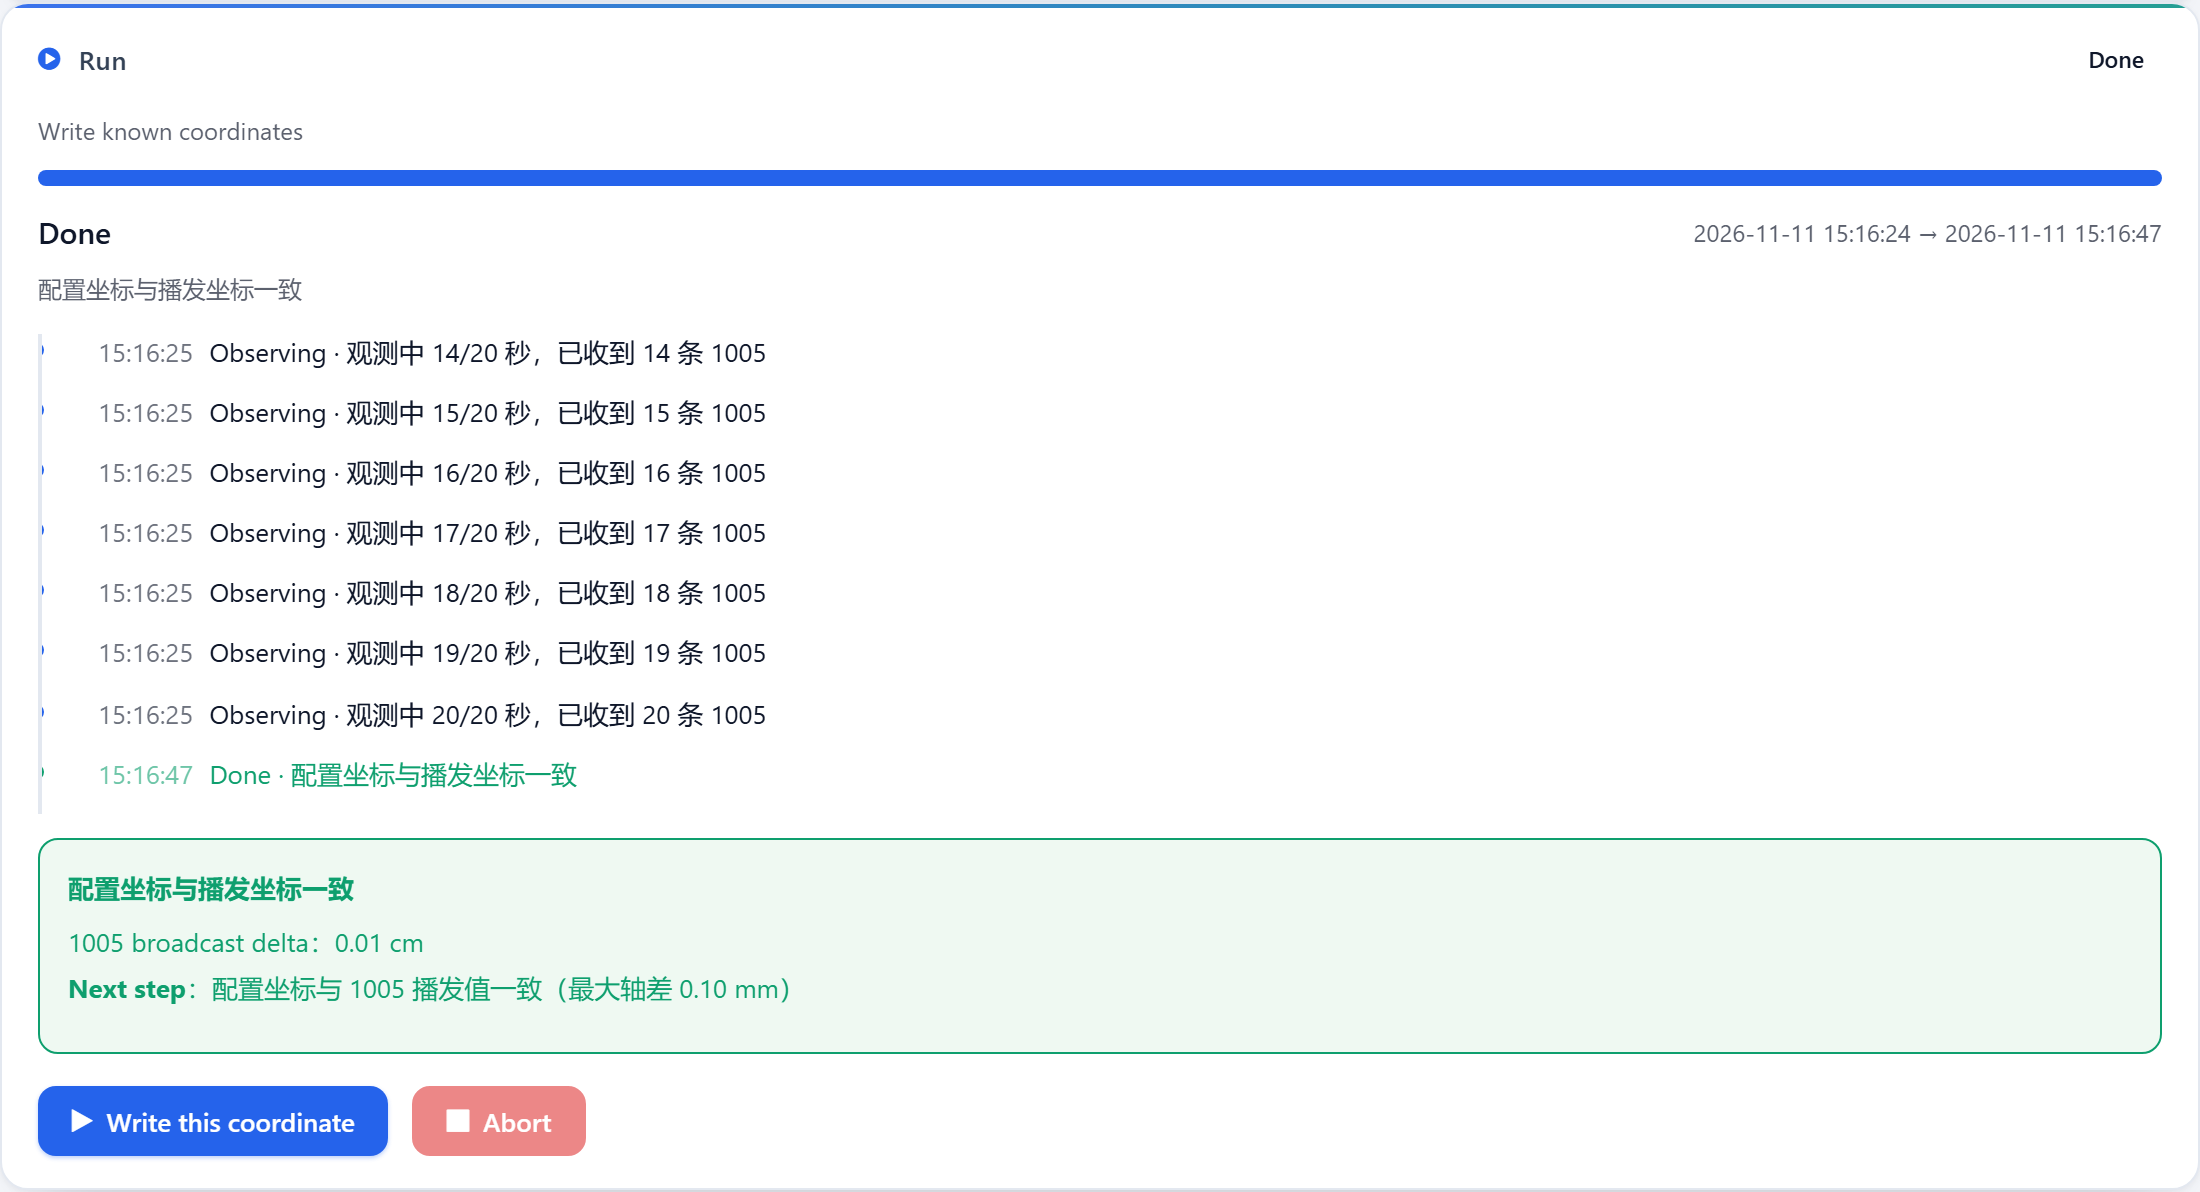 Run
Done
Write known coordinates
Done
2026-11-11 15:16:24 → 2026-11-11 15:16:47
配置坐标与播发坐标一致
15:16:25 Observing · 观测中 14/20 秒，已收到 14 条 1005
15:16:25 Observing · 观测中 15/20 秒，已收到 15 条 1005
15:16:25 Observing · 观测中 16/20 秒，已收到 16 条 1005
15:16:25 Observing · 观测中 17/20 秒，已收到 17 条 1005
15:16:25 Observing · 观测中 18/20 秒，已收到 18 条 1005
15:16:25 Observing · 观测中 19/20 秒，已收到 19 条 1005
15:16:25 Observing · 观测中 20/20 秒，已收到 20 条 1005
15:16:47 Done · 配置坐标与播发坐标一致
配置坐标与播发坐标一致
1005 broadcast delta：0.01 cm
Next step：配置坐标与 1005 播发值一致（最大轴差 0.10 mm）
Write this coordinate
Abort